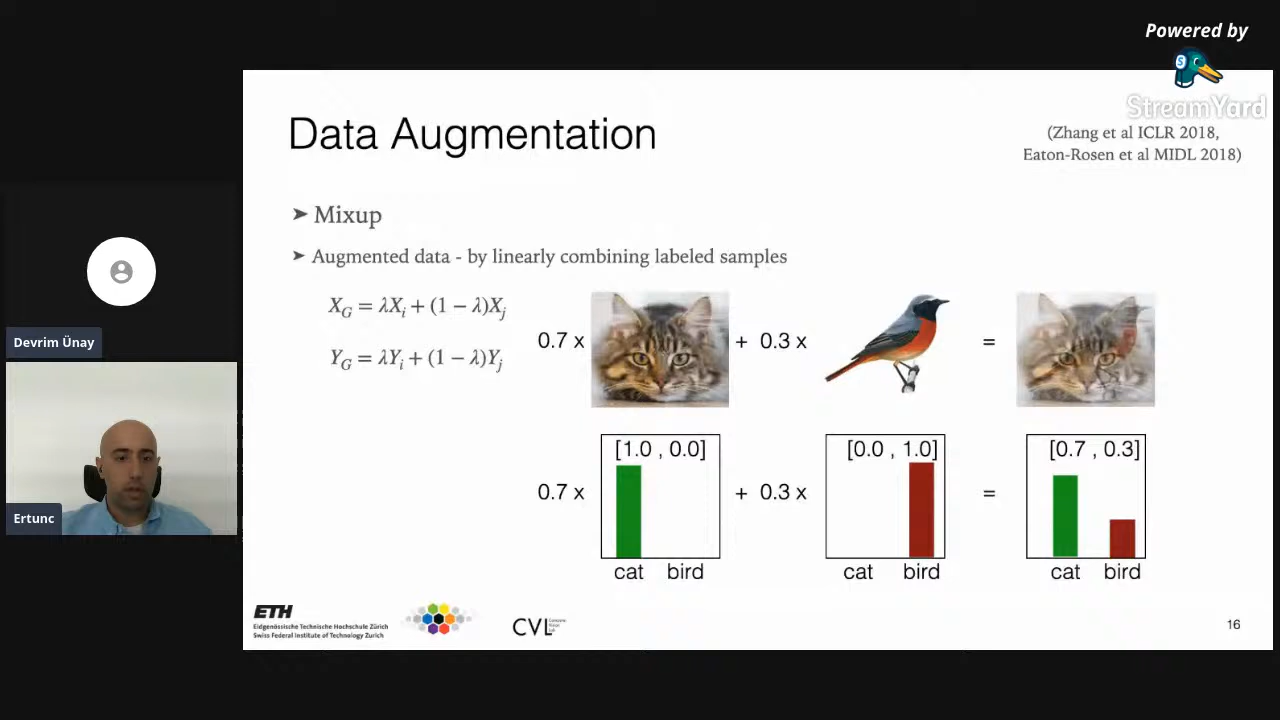 Powered by
StreamYard
Data Augmentation
(Zhang et al ICLR 2018,
Eaton-Rosen et al MIDL 2018)
➤ Mixup
➤ Augmented data - by linearly combining labeled samples
X_G = λX_i + (1 − λ)X_j
Y_G = λY_i + (1 − λ)Y_j
0.7 x + 0.3 x =
[1.0 , 0.0] [0.0 , 1.0] [0.7 , 0.3]
0.7 x + 0.3 x =
cat bird cat bird cat bird
Devrim Ünay
Ertunc
ETH
Eidgenössische Technische Hochschule Zürich
Swiss Federal Institute of Technology Zurich
CVL
16